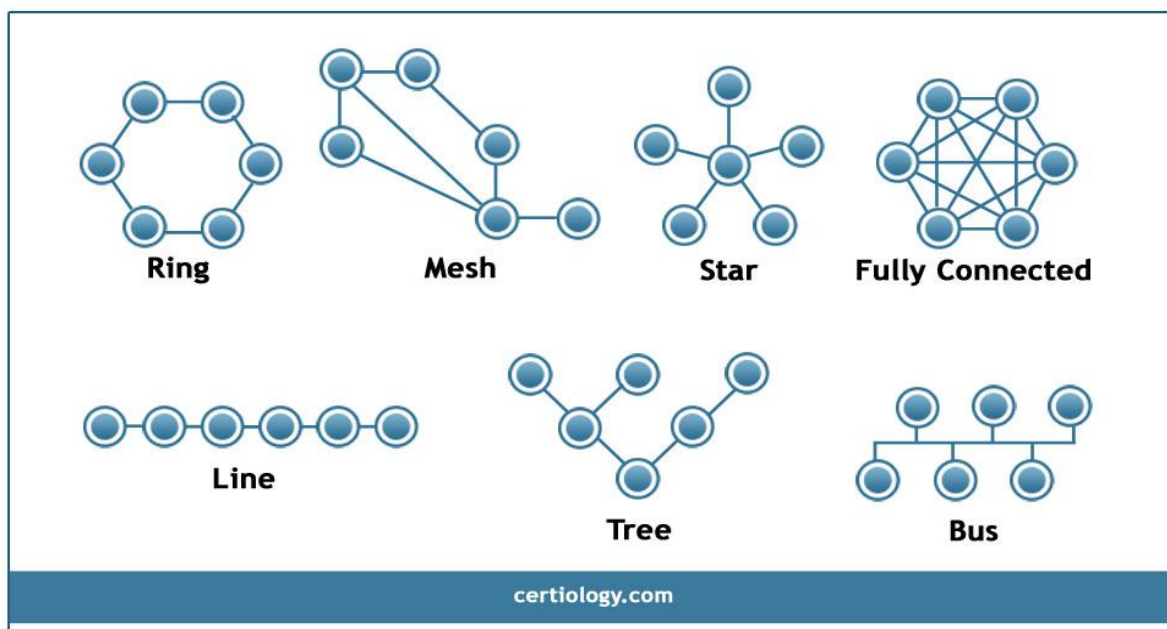 Ring
Mesh
Star
Fully Connected
Line
Tree
Bus
certiology.com